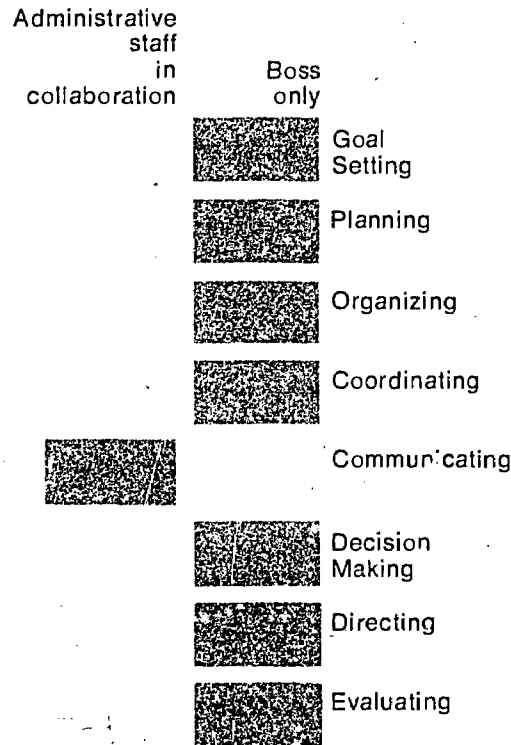 Administrative
staff
in
collaboration
Boss
only
Goal
Setting
Planning
Organizing
Coordinating
Communicating
Decision
Making
Directing
Evaluating